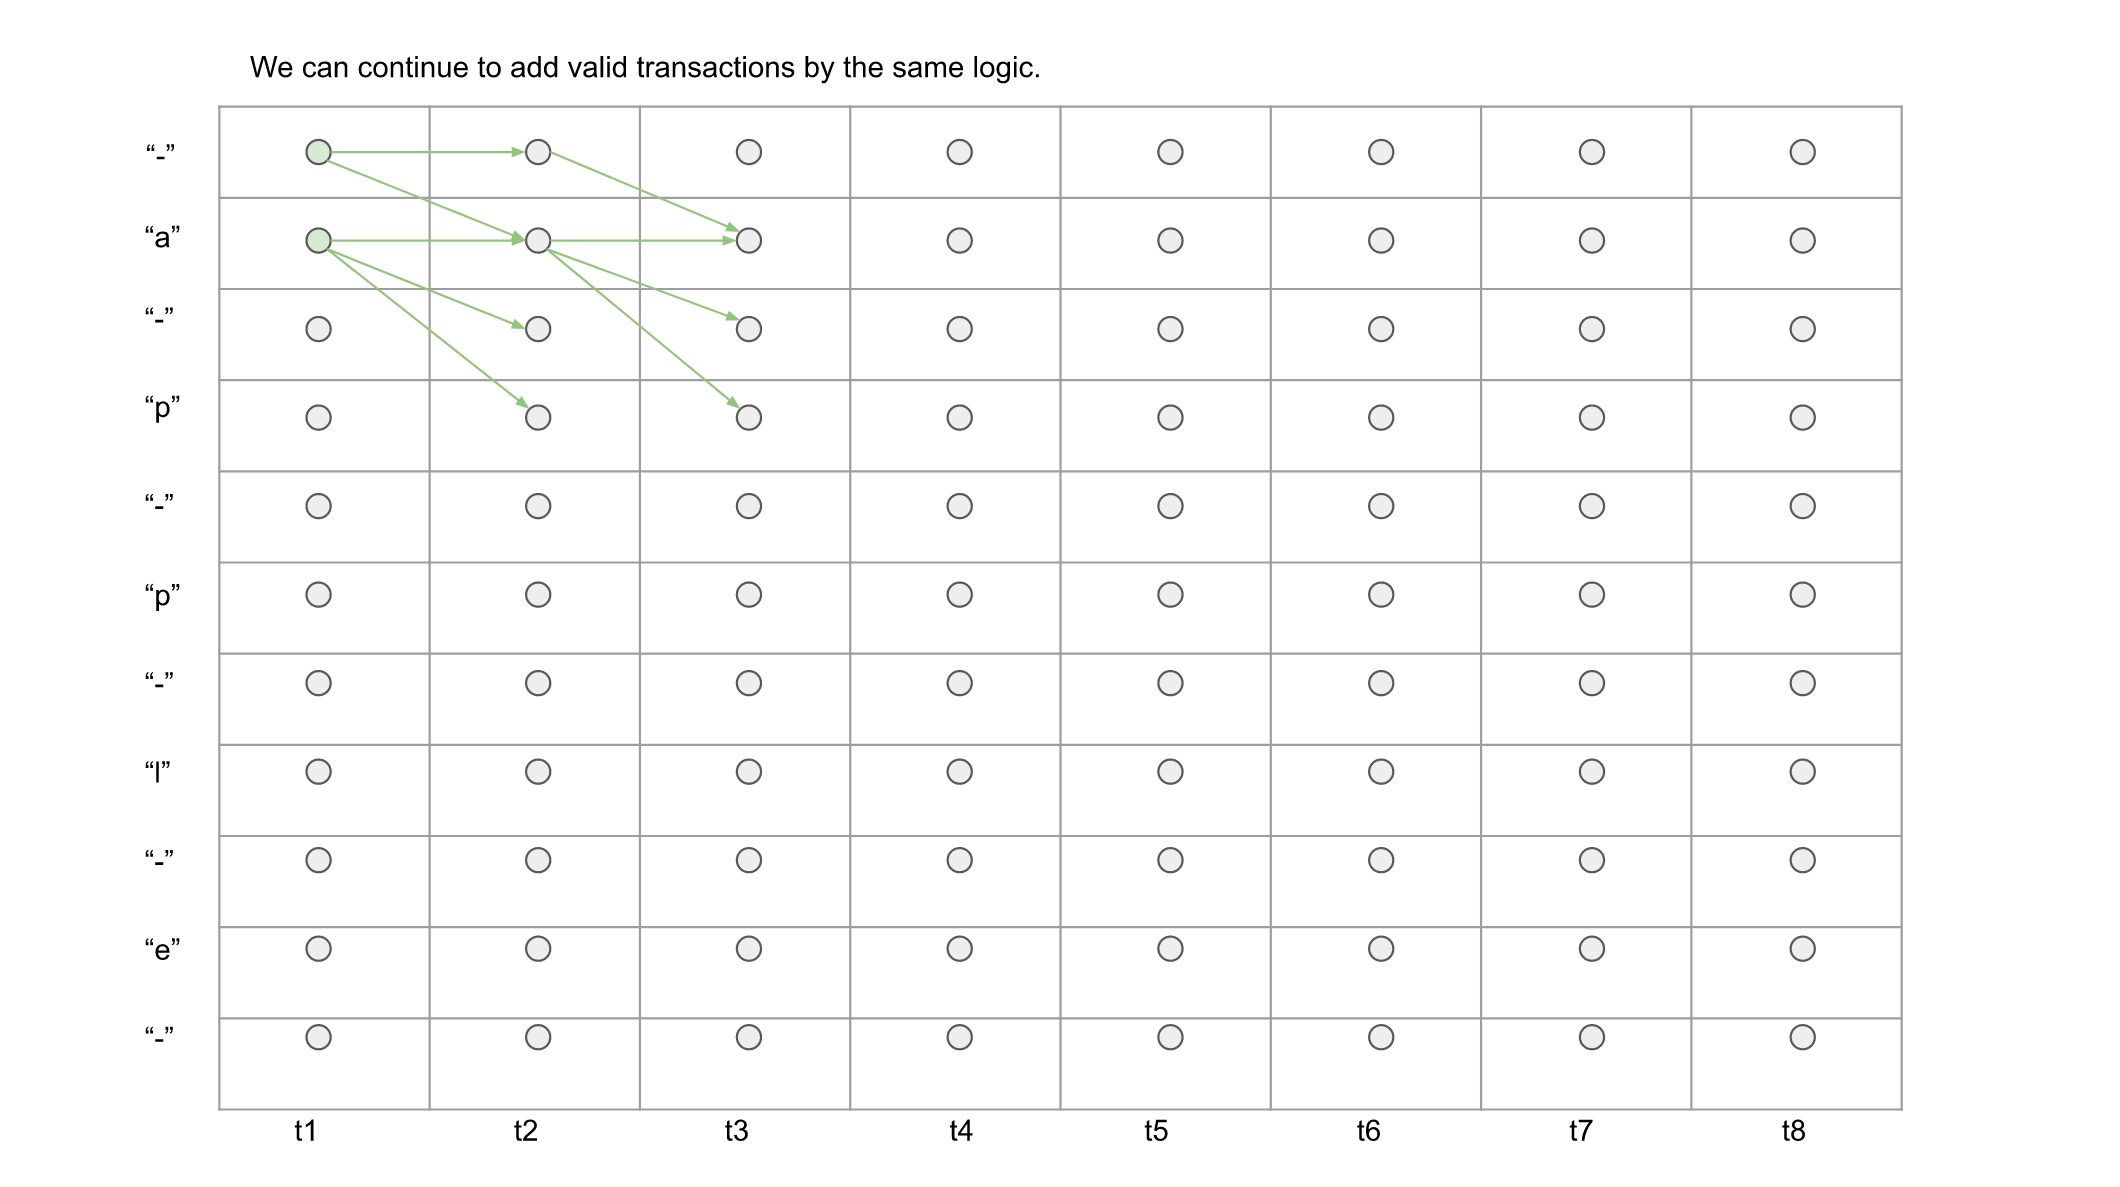 We can continue to add valid transactions by the same logic.
“-”
“a”
“-”
“p”
“-”
“p”
“-”
“l”
“-”
“e”
“-”
t1 t2 t3 t4 t5 t6 t7 t8